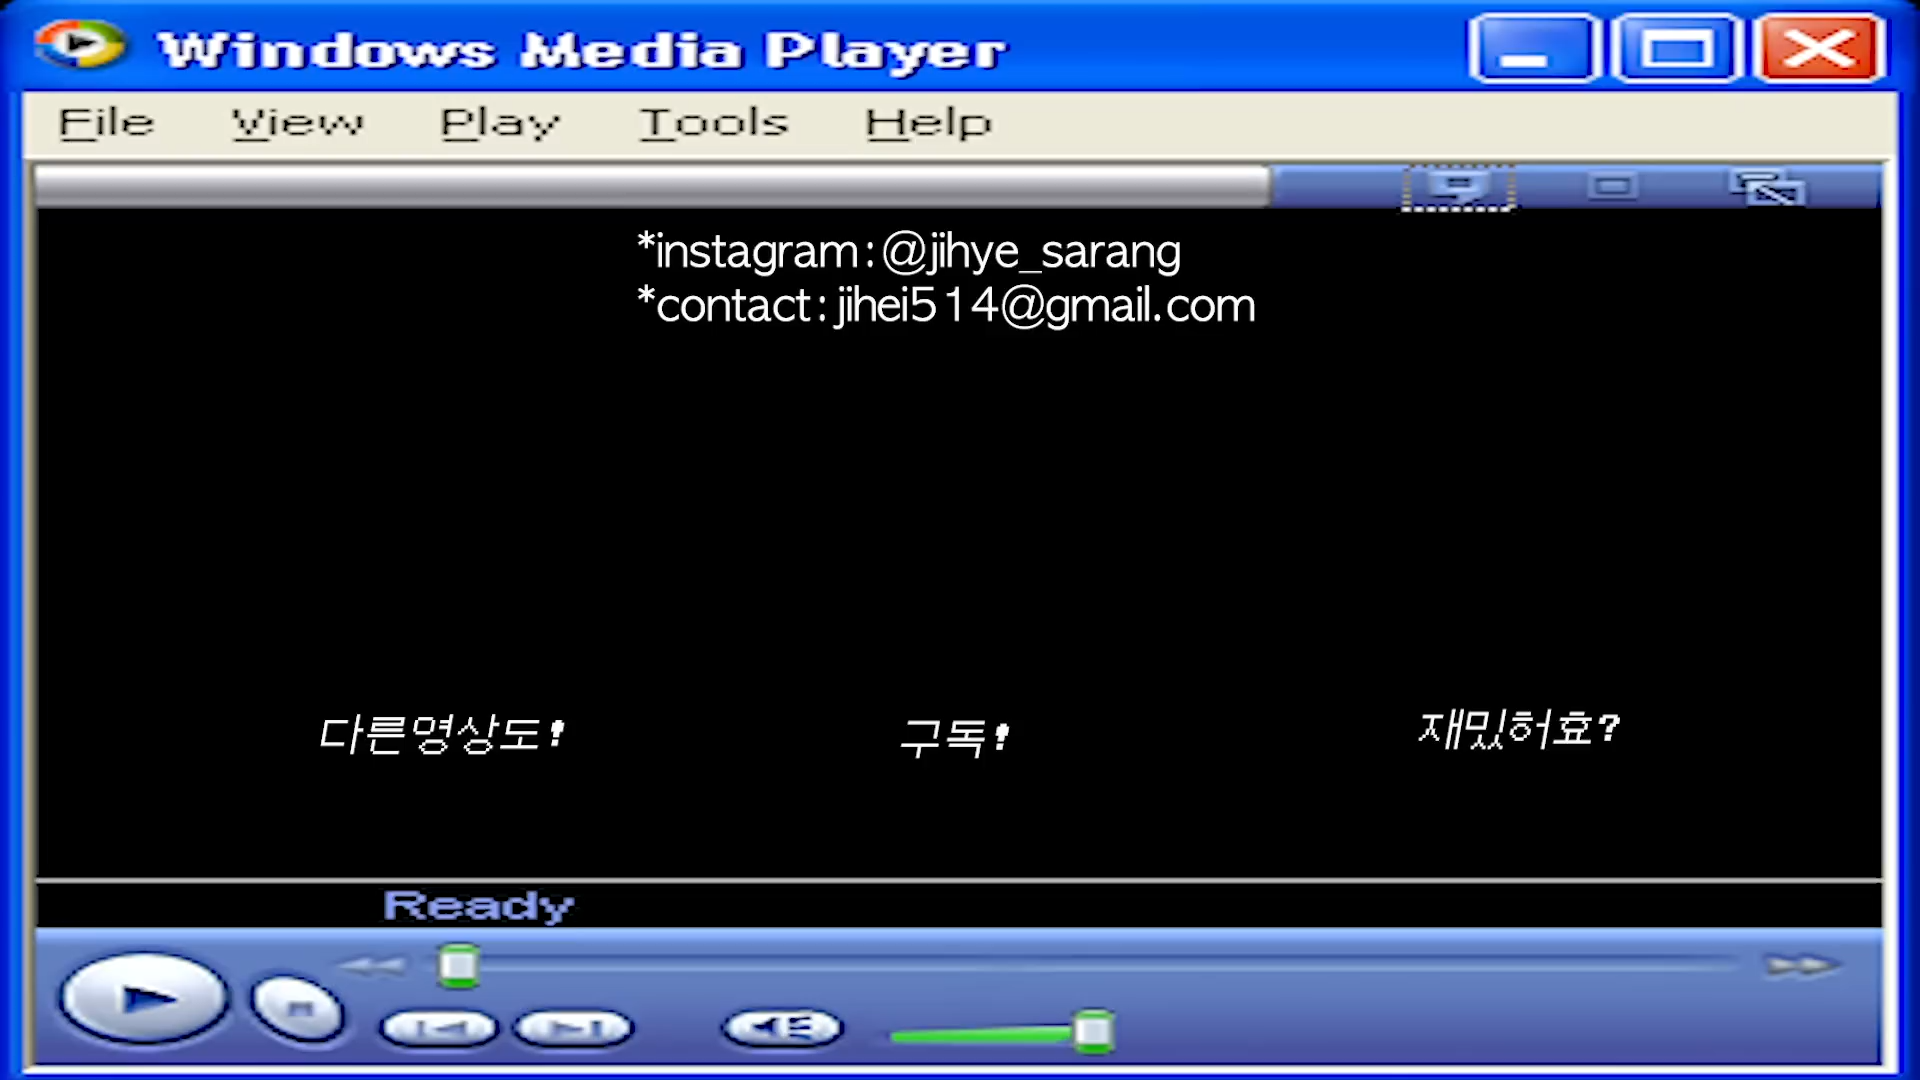 Windows Media Player
File View Play Tools Help
*instagram:@jihye_sarang
*contact:jihei514@gmail.com
다른영상도! 구독! 재밌허효?
Ready